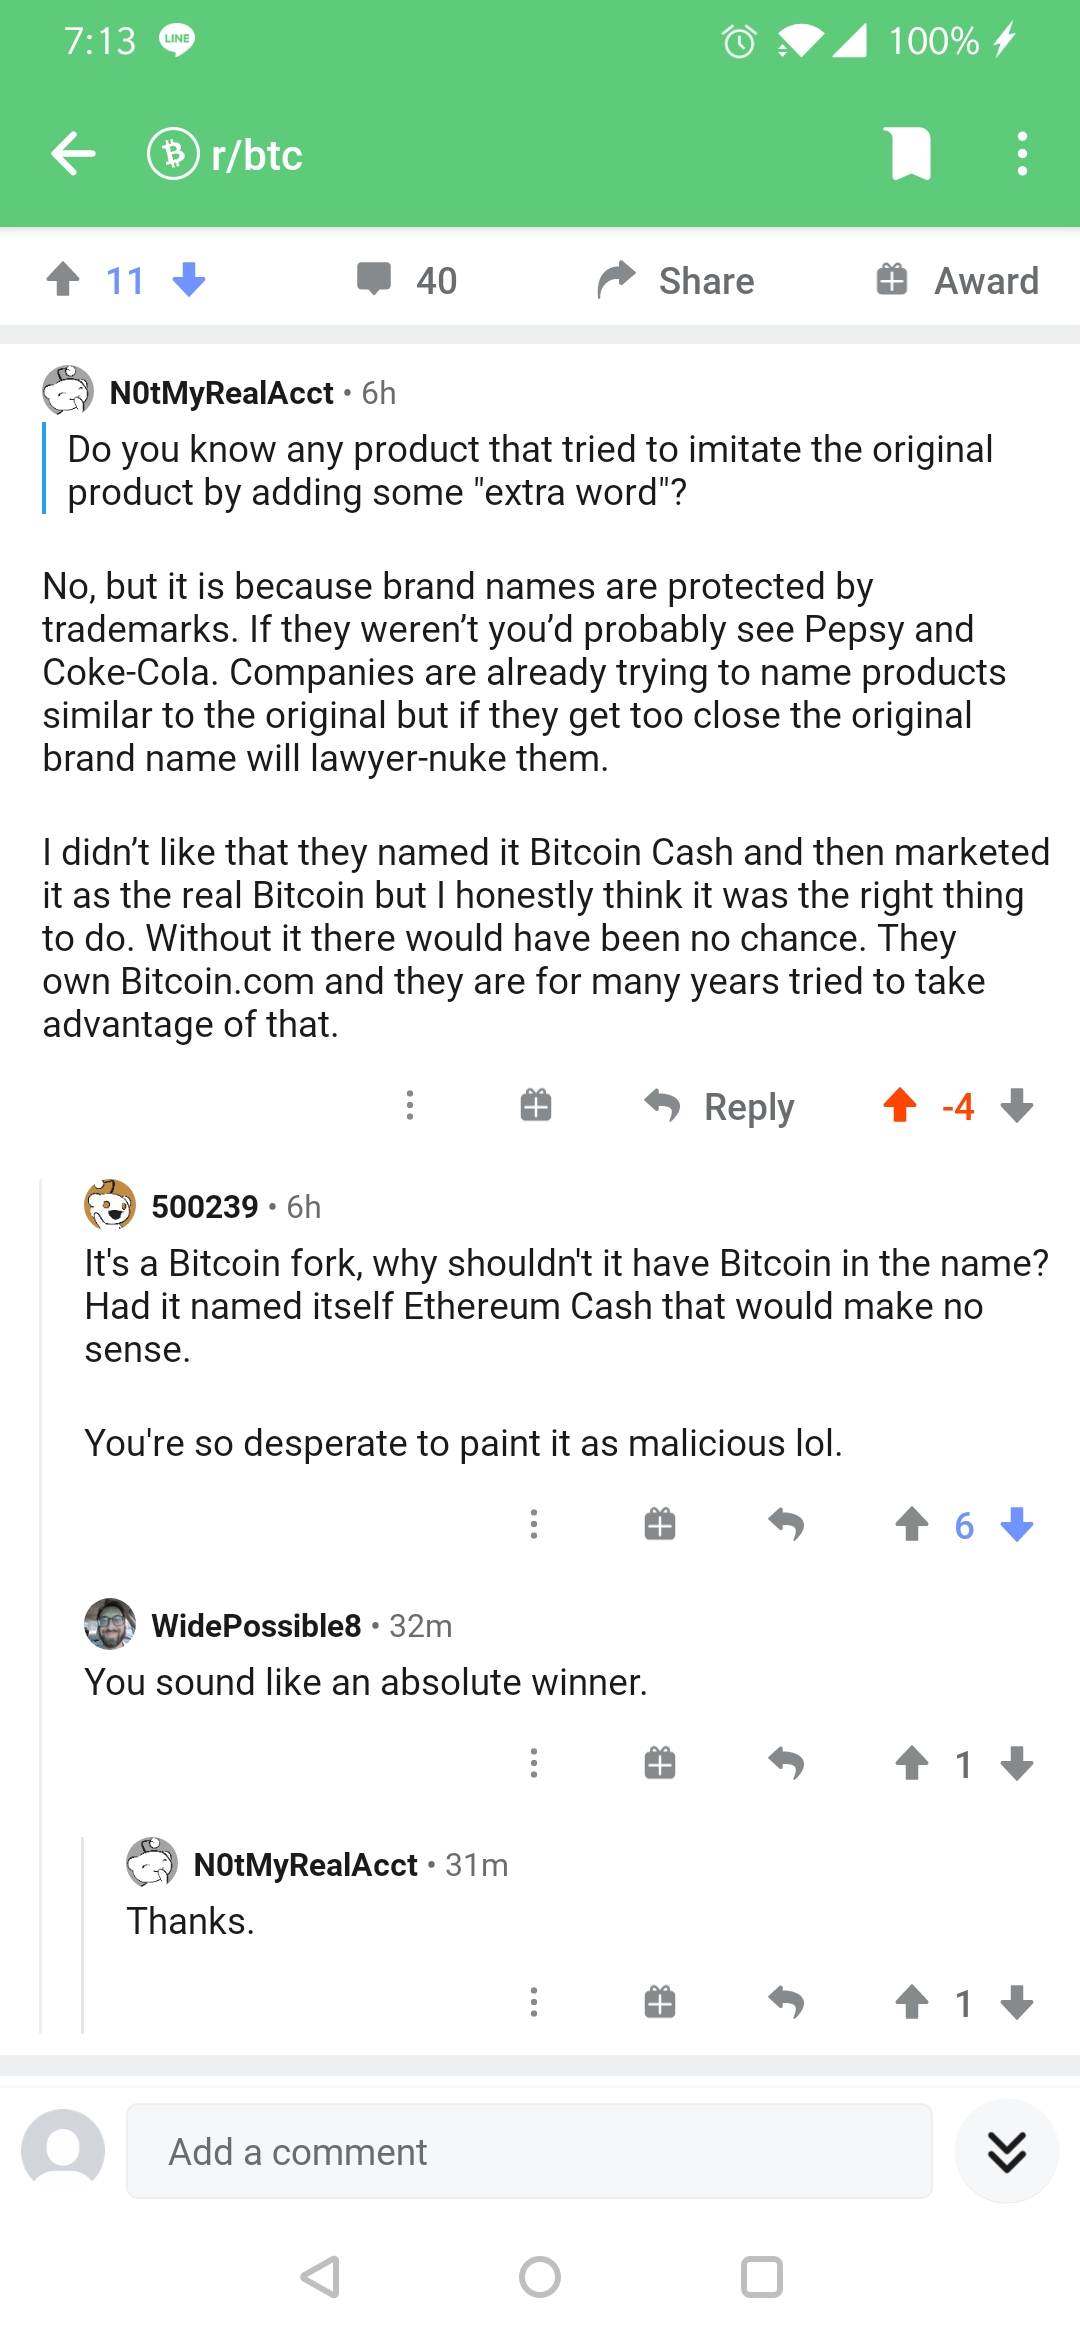 7:13 LINE 100%
r/btc
11 40 Share Award
N0tMyRealAcct • 6h
Do you know any product that tried to imitate the original
product by adding some "extra word"?
No, but it is because brand names are protected by
trademarks. If they weren’t you’d probably see Pepsy and
Coke-Cola. Companies are already trying to name products
similar to the original but if they get too close the original
brand name will lawyer-nuke them.
I didn’t like that they named it Bitcoin Cash and then marketed
it as the real Bitcoin but I honestly think it was the right thing
to do. Without it there would have been no chance. They
own Bitcoin.com and they are for many years tried to take
advantage of that.
Reply -4
500239 • 6h
It's a Bitcoin fork, why shouldn't it have Bitcoin in the name?
Had it named itself Ethereum Cash that would make no
sense.
You're so desperate to paint it as malicious lol.
6
WidePossible8 • 32m
You sound like an absolute winner.
1
N0tMyRealAcct • 31m
Thanks.
1
Add a comment